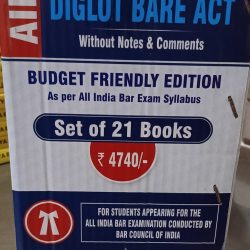 DIGLOT BARE ACT
Without Notes & Comments
BUDGET FRIENDLY EDITION
As per All India Bar Exam Syllabus
Set of 21 Books
₹ 4740/-
FOR STUDENTS APPEARING FOR THE
ALL INDIA BAR EXAMINATION CONDUCTED BY
BAR COUNCIL OF INDIA